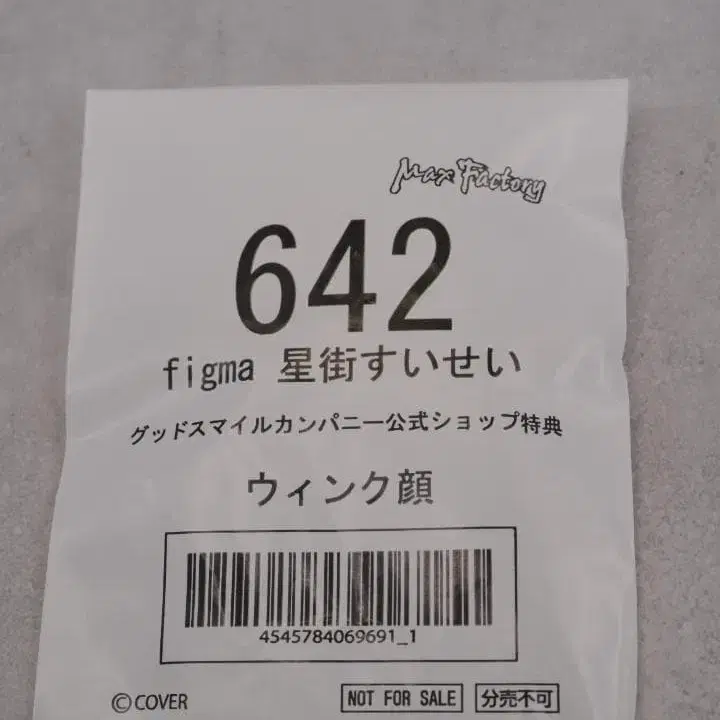 Max Factory
642
figma 星街すいせい
グッドスマイルカンパニー公式ショップ特典
ウィンク顔
4545784069691_1
©COVER NOT FOR SALE 分売不可